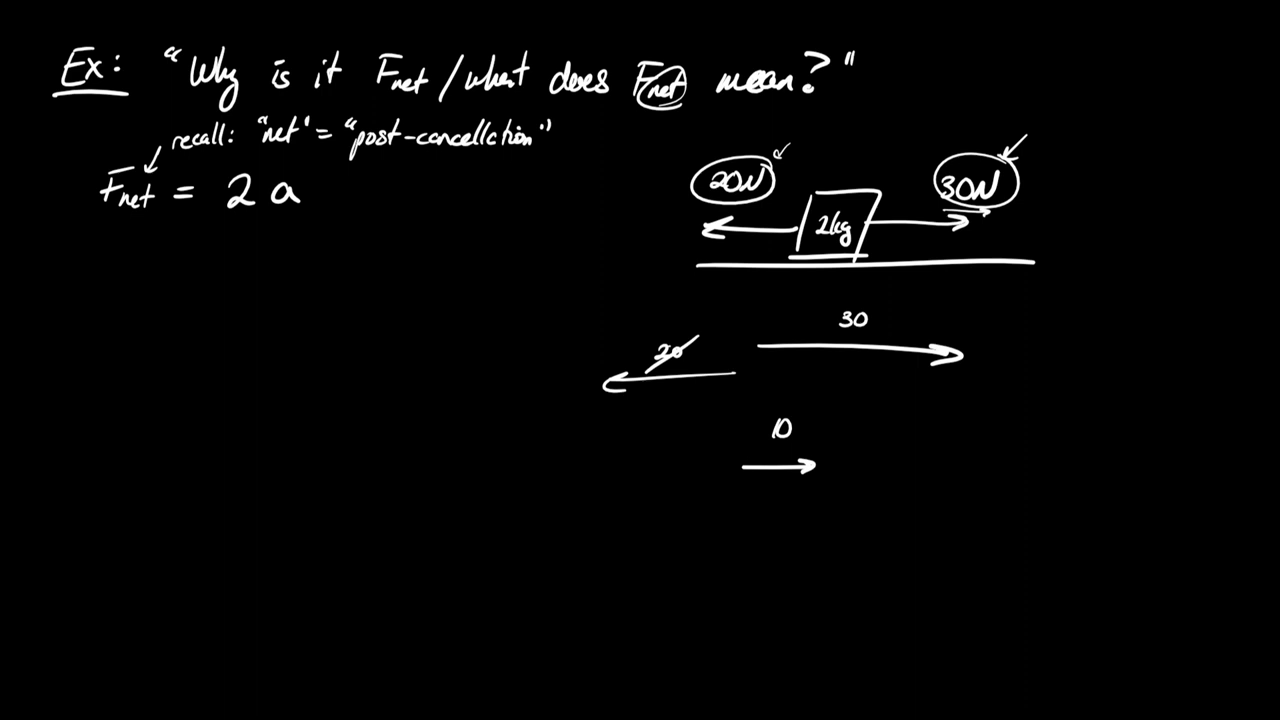 Ex: "Why is it Fnet / what does Fnet mean?"
recall: "net" = "post-cancellation"
Fnet = 2 a
20N 30N
2kg
30
20
10